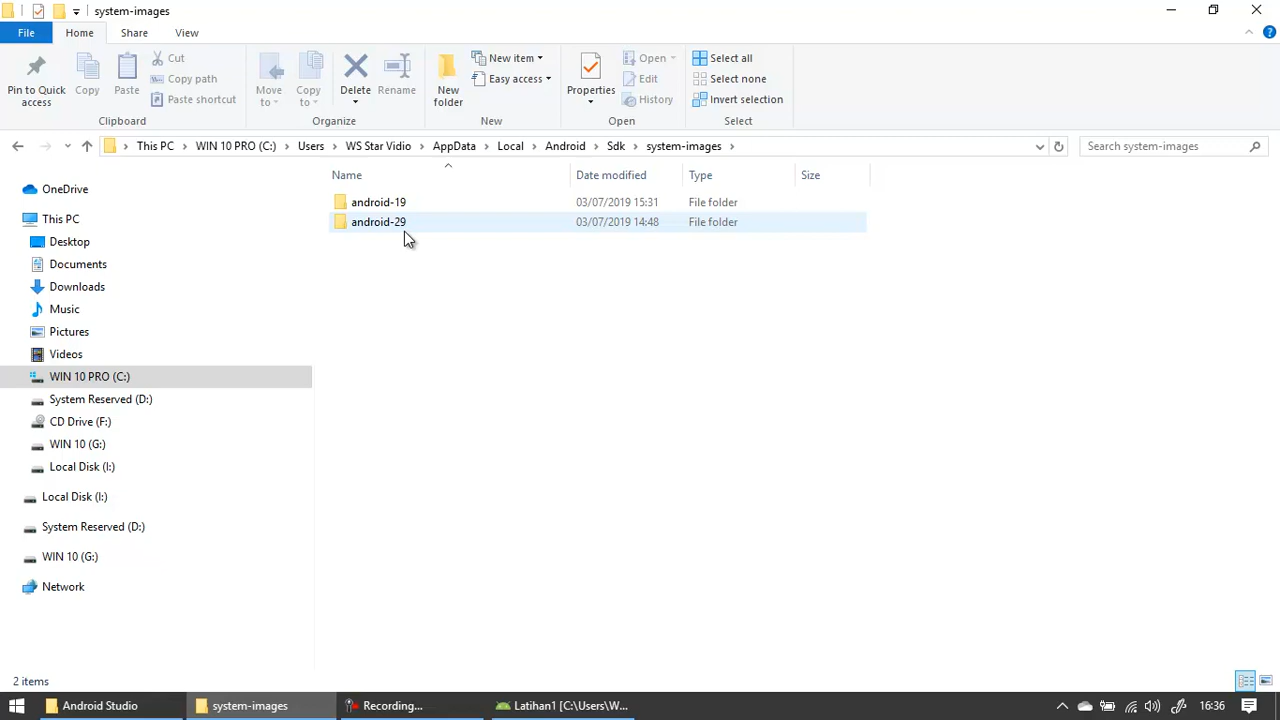 system-images
File Home Share View
Pin to Quick access
Copy
Paste
Cut
Copy path
Paste shortcut
Clipboard
Move to
Copy to
Delete
Rename
Organize
New folder
New item
Easy access
New
Properties
Open
Edit
History
Open
Select all
Select none
Invert selection
Select
This PC WIN 10 PRO (C:) Users WS Star Vidio AppData Local Android Sdk system-images
Search system-images
Name Date modified Type Size
android-19 03/07/2019 15:31 File folder
android-29 03/07/2019 14:48 File folder
OneDrive
This PC
Desktop
Documents
Downloads
Music
Pictures
Videos
WIN 10 PRO (C:)
System Reserved (D:)
CD Drive (F:)
WIN 10 (G:)
Local Disk (I:)
Local Disk (I:)
System Reserved (D:)
WIN 10 (G:)
Network
2 items
Android Studio system-images Recording... Latihan1 [C:\Users\W... 16:36